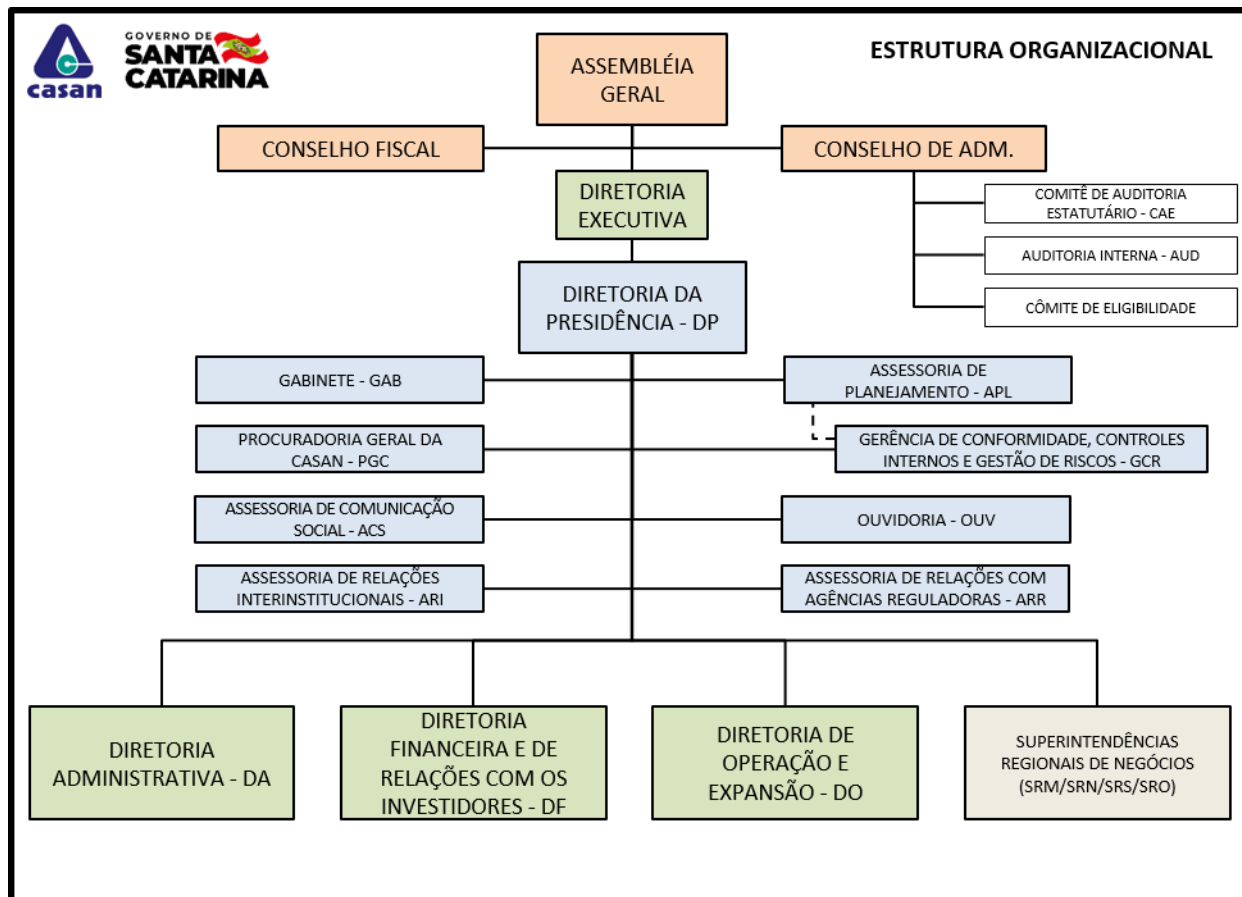 casan
GOVERNO DE
SANTA
CATARINA
ESTRUTURA ORGANIZACIONAL
ASSEMBLÉIA
GERAL
CONSELHO FISCAL
CONSELHO DE ADM.
DIRETORIA
EXECUTIVA
COMITÊ DE AUDITORIA
ESTATUTÁRIO - CAE
AUDITORIA INTERNA - AUD
CÔMITE DE ELIGIBILIDADE
DIRETORIA DA
PRESIDÊNCIA - DP
GABINETE - GAB
ASSESSORIA DE
PLANEJAMENTO - APL
PROCURADORIA GERAL DA
CASAN - PGC
GERÊNCIA DE CONFORMIDADE, CONTROLES
INTERNOS E GESTÃO DE RISCOS - GCR
ASSESSORIA DE COMUNICAÇÃO
SOCIAL - ACS
OUVIDORIA - OUV
ASSESSORIA DE RELAÇÕES
INTERINSTITUCIONAIS - ARI
ASSESSORIA DE RELAÇÕES COM
AGÊNCIAS REGULADORAS - ARR
DIRETORIA
ADMINISTRATIVA - DA
DIRETORIA
FINANCEIRA E DE
RELAÇÕES COM OS
INVESTIDORES - DF
DIRETORIA DE
OPERAÇÃO E
EXPANSÃO - DO
SUPERINTENDÊNCIAS
REGIONAIS DE NEGÓCIOS
(SRM/SRN/SRS/SRO)